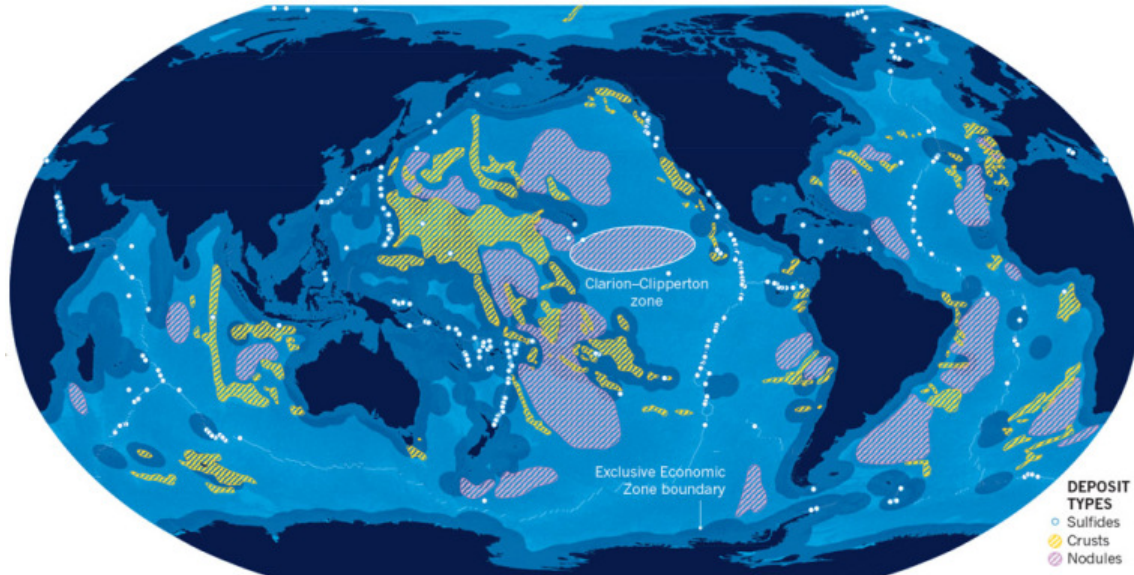 Clarion–Clipperton
zone
Exclusive Economic
Zone boundary
DEPOSIT
TYPES
Sulfides
Crusts
Nodules